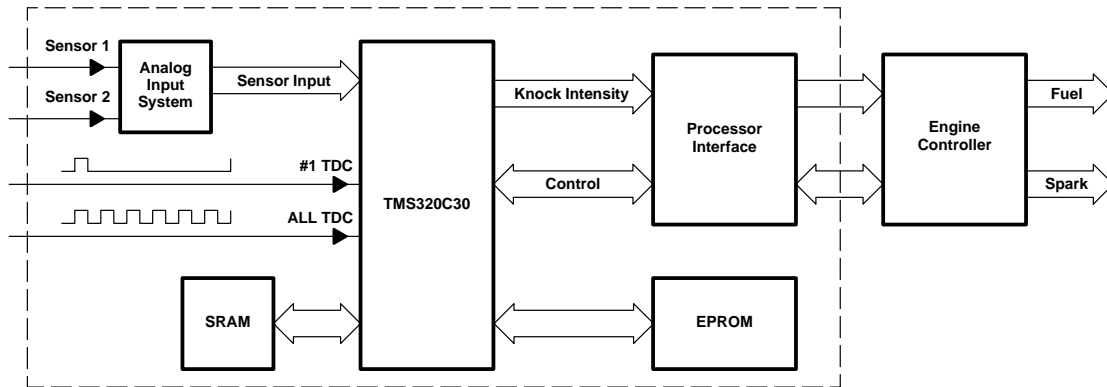 Sensor 1
Analog
Input
System
Sensor Input
Sensor 2
#1 TDC
ALL TDC
TMS320C30
Knock Intensity
Control
Processor
Interface
Engine
Controller
Fuel
Spark
SRAM
EPROM